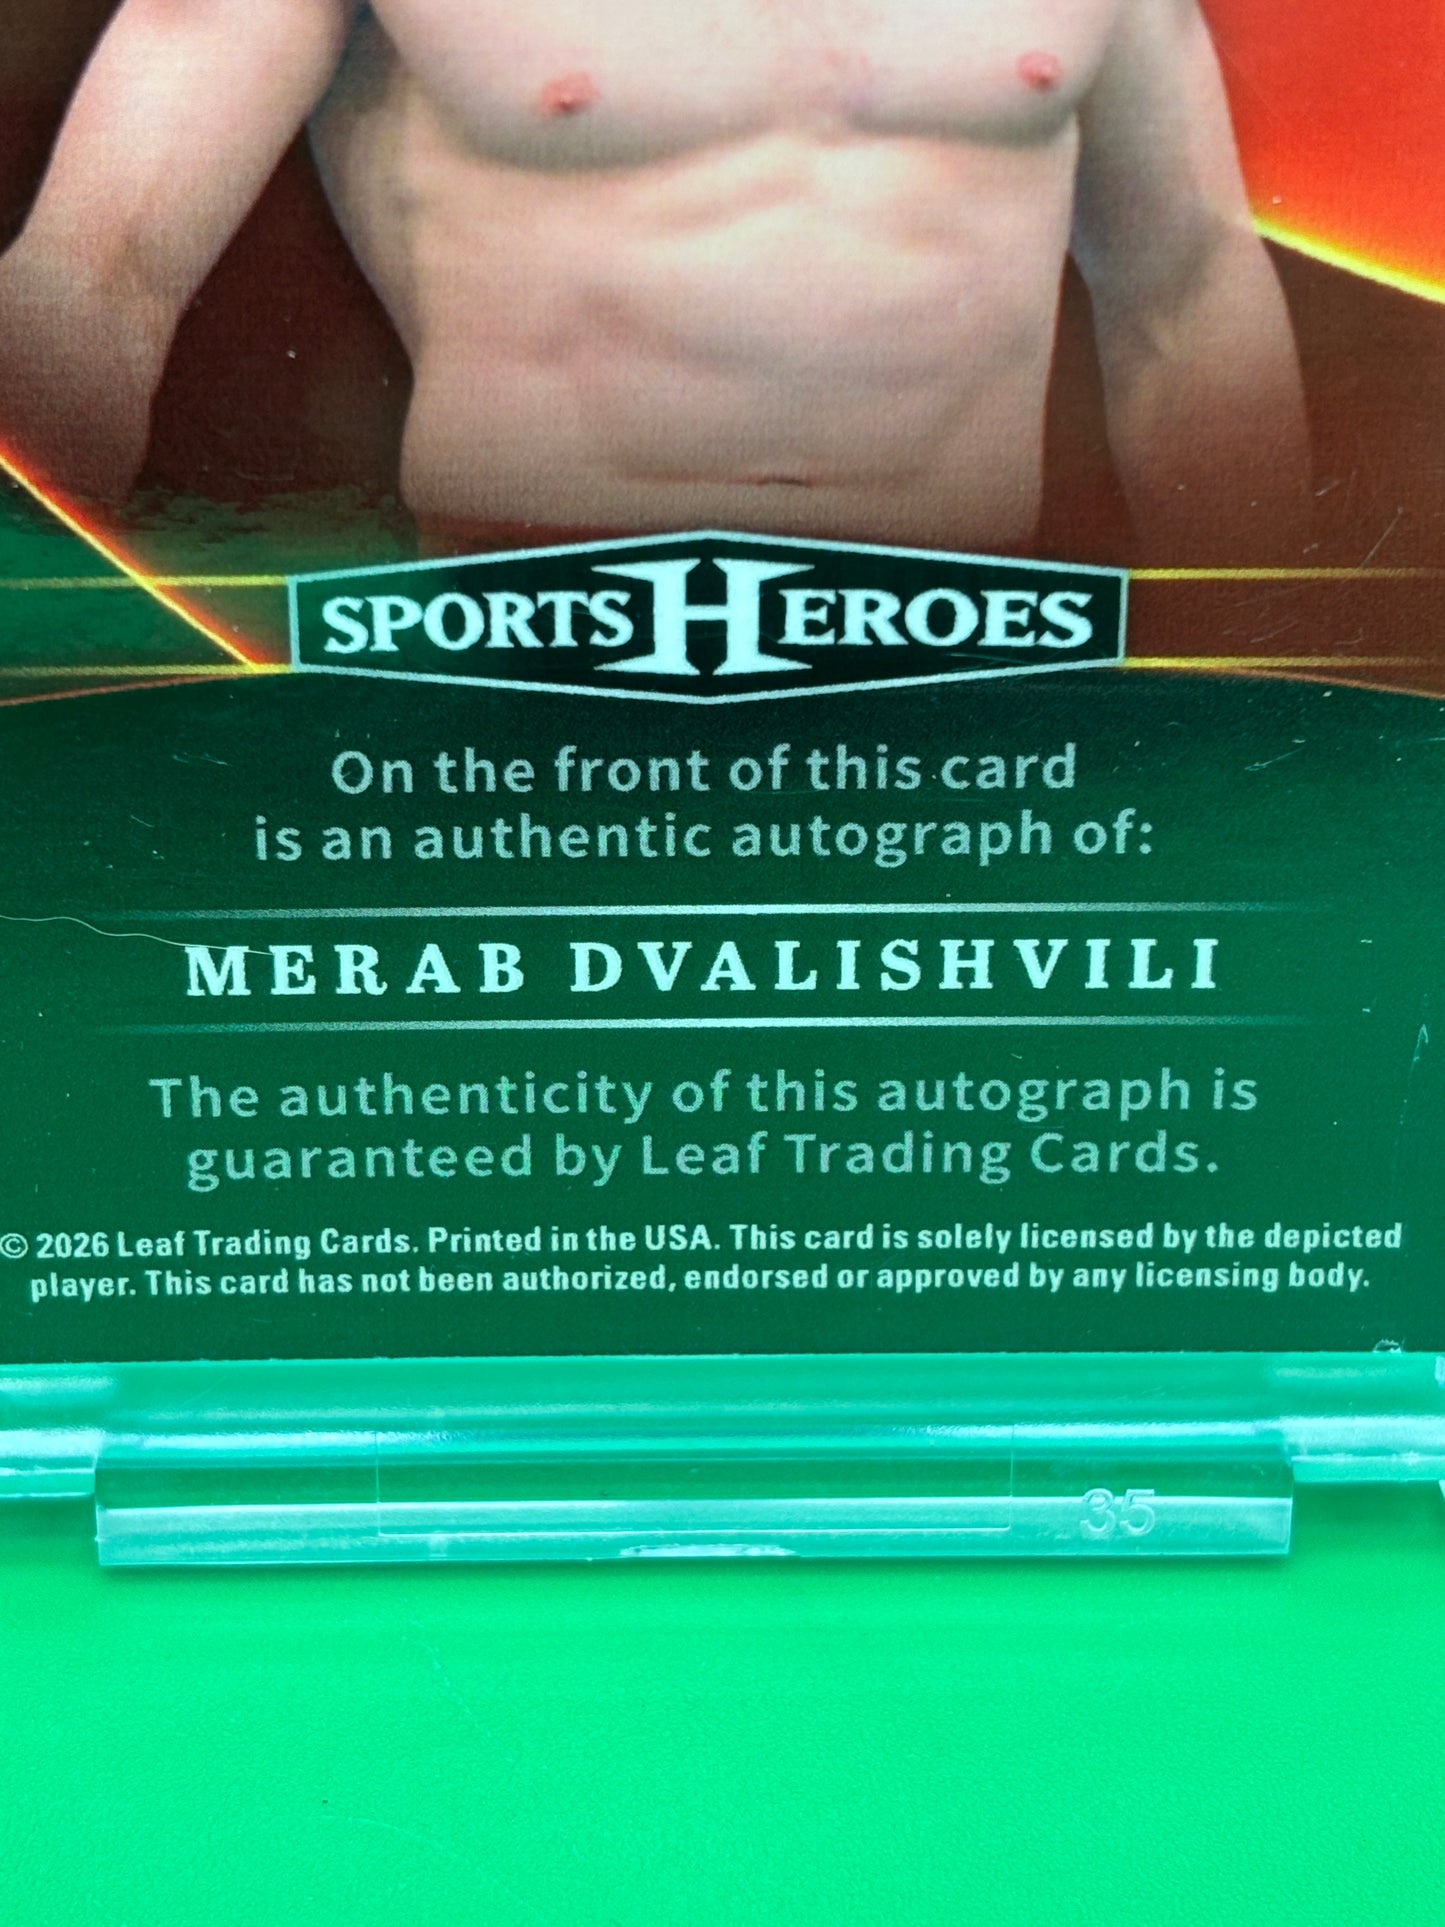 SPORTS HEROES
On the front of this card
is an authentic autograph of:
MERAB DVALISHVILI
The authenticity of this autograph is
guaranteed by Leaf Trading Cards.
© 2026 Leaf Trading Cards. Printed in the USA. This card is solely licensed by the depicted
player. This card has not been authorized, endorsed or approved by any licensing body.
35